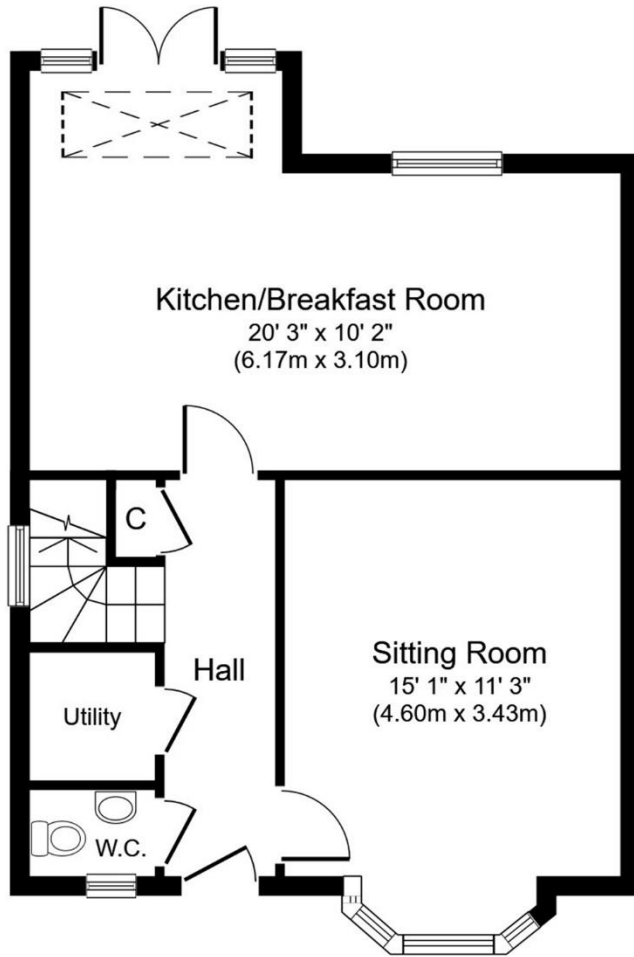 Kitchen/Breakfast Room
20' 3" x 10' 2"
(6.17m x 3.10m)
C
Hall
Sitting Room
15' 1" x 11' 3"
(4.60m x 3.43m)
Utility
W.C.